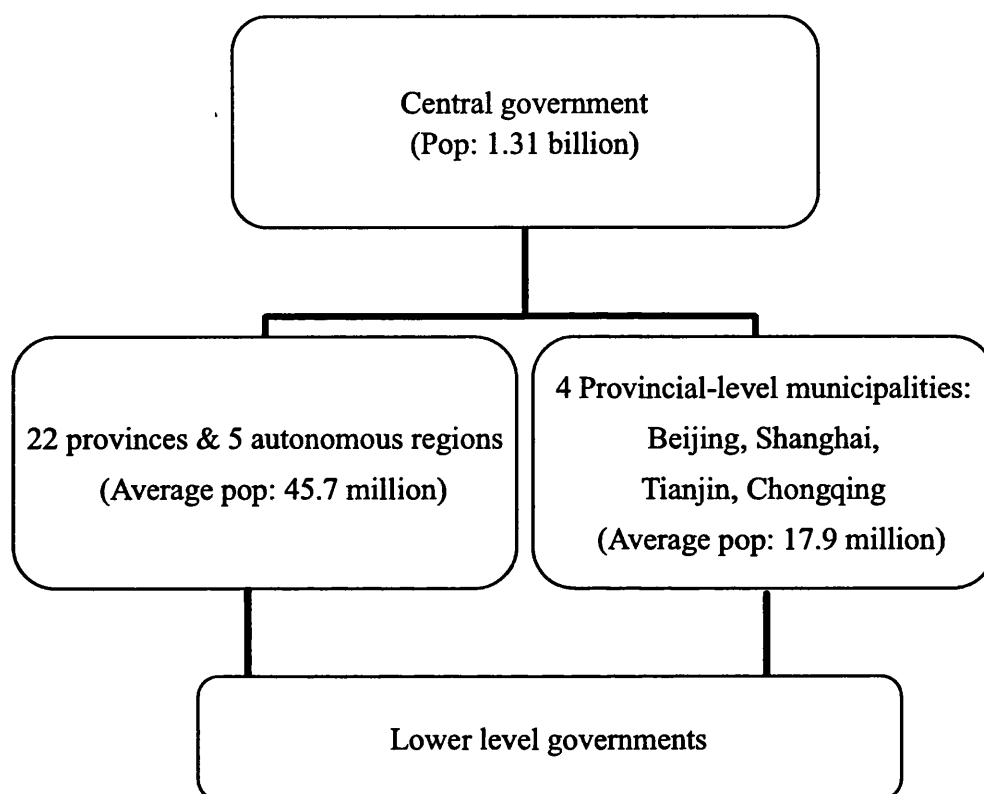 Central government
(Pop: 1.31 billion)
22 provinces & 5 autonomous regions
(Average pop: 45.7 million)
4 Provincial-level municipalities:
Beijing, Shanghai,
Tianjin, Chongqing
(Average pop: 17.9 million)
Lower level governments